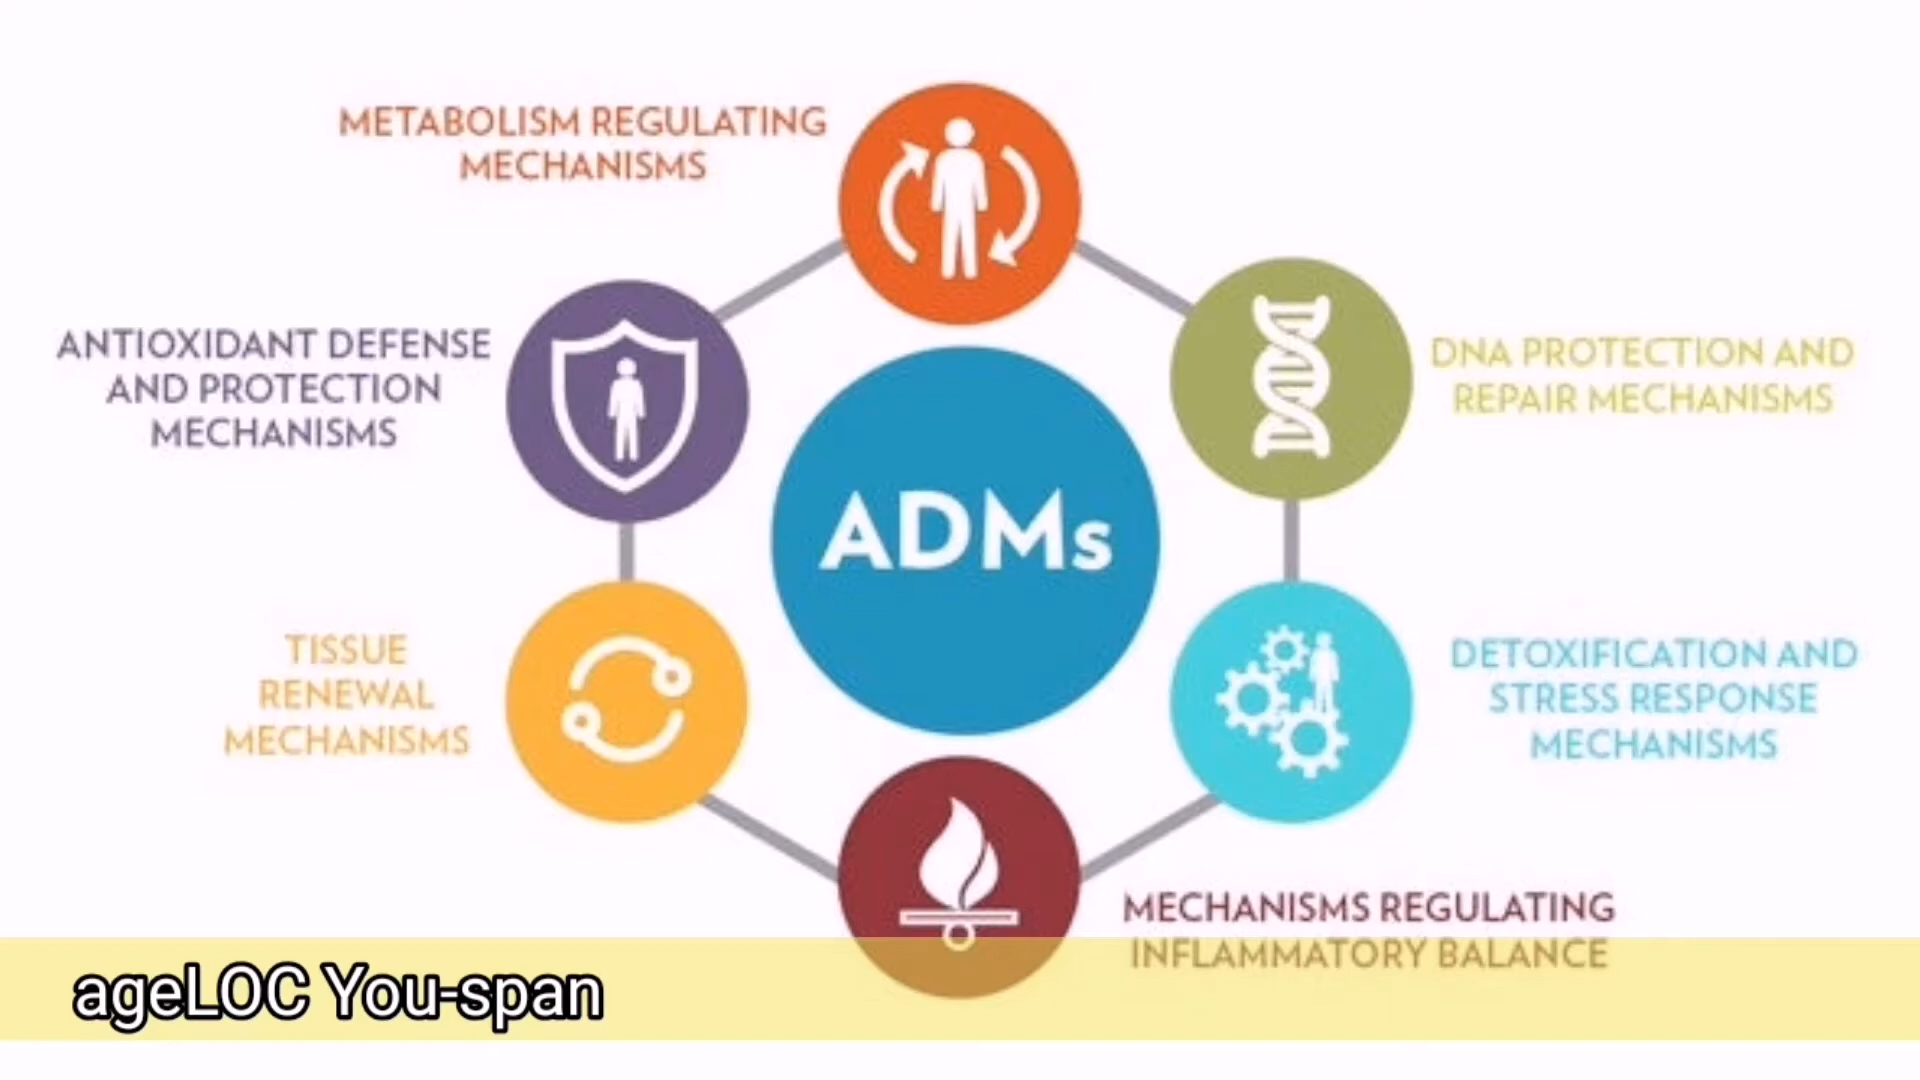 METABOLISM REGULATING
MECHANISMS
ANTIOXIDANT DEFENSE
AND PROTECTION
MECHANISMS
DNA PROTECTION AND
REPAIR MECHANISMS
ADMs
TISSUE
RENEWAL
MECHANISMS
DETOXIFICATION AND
STRESS RESPONSE
MECHANISMS
MECHANISMS REGULATING
INFLAMMATORY BALANCE
ageLOC You-span